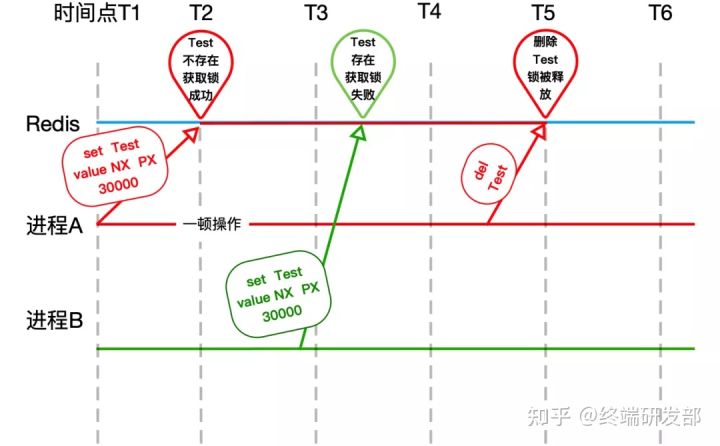 时间点T1 T2 T3 T4 T5 T6
Test
不存在
获取锁
成功
Test
存在
获取锁
失败
删除
Test
锁被释
放
Redis
set Test
value NX PX
30000
del
Test
进程A
一顿操作
set Test
value NX PX
30000
进程B
知乎 @终端研发部